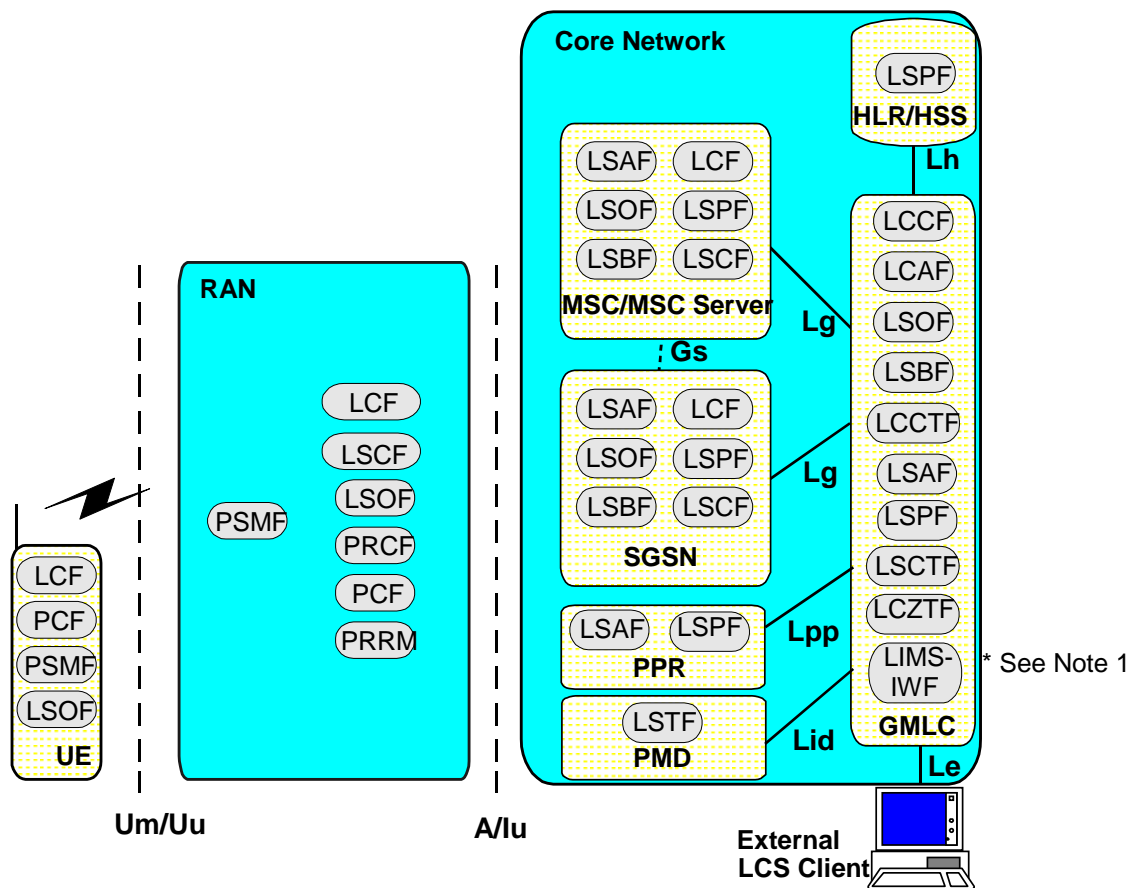 Core Network
LSPF
HLR/HSS
Lh
LSAF LCF
LSOF LSPF
LSBF LSCF
MSC/MSC Server
Lg
Gs
LSAF LCF
LSOF LSPF
LSBF LSCF
SGSN
Lg
LSAF LSPF
PPR
Lpp
LSTF
PMD
Lid
LCCF
LCAF
LSOF
LSBF
LCCTF
LSAF
LSPF
LSCTF
LCZTF
LIMS-
IWF
GMLC
* See Note 1
Le
External
LCS Client
RAN
LCF
LSCF
LSOF
PRCF
PCF
PRRM
PSMF
LCF
PCF
PSMF
LSOF
UE
Um/Uu
A/Iu